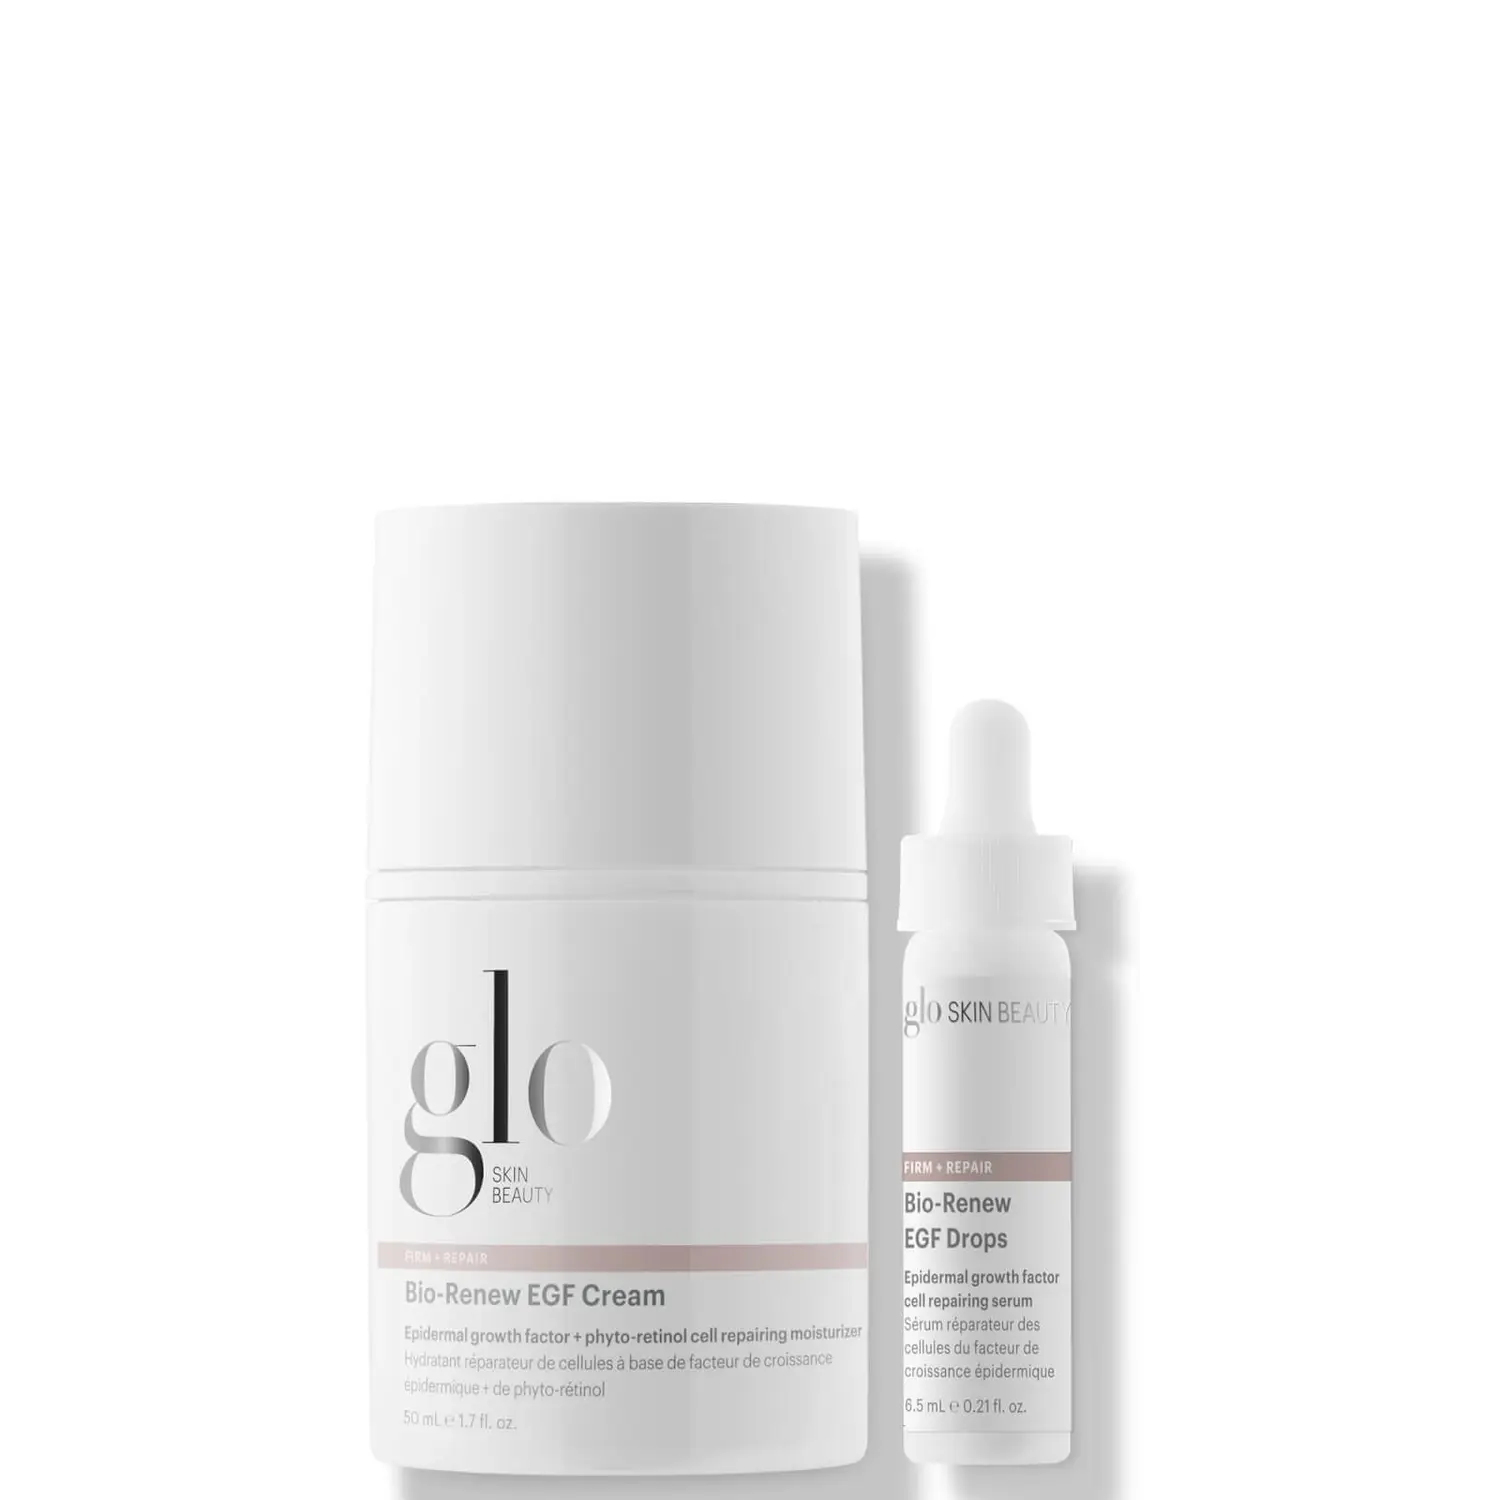 glo
SKIN
BEAUTY
FIRM + REPAIR
Bio-Renew EGF Cream
Epidermal growth factor + phyto-retinol cell repairing moisturizer
Hydratant réparateur de cellules à base de facteur de croissance
épidermique + de phyto-rétinol
50 mL ℮ 1.7 fl. oz.
glo SKIN BEAUTY
FIRM + REPAIR
Bio-Renew
EGF Drops
Epidermal growth factor
cell repairing serum
Sérum réparateur des
cellules du facteur de
croissance épidermique
6.5 mL ℮ 0.21 fl. oz.